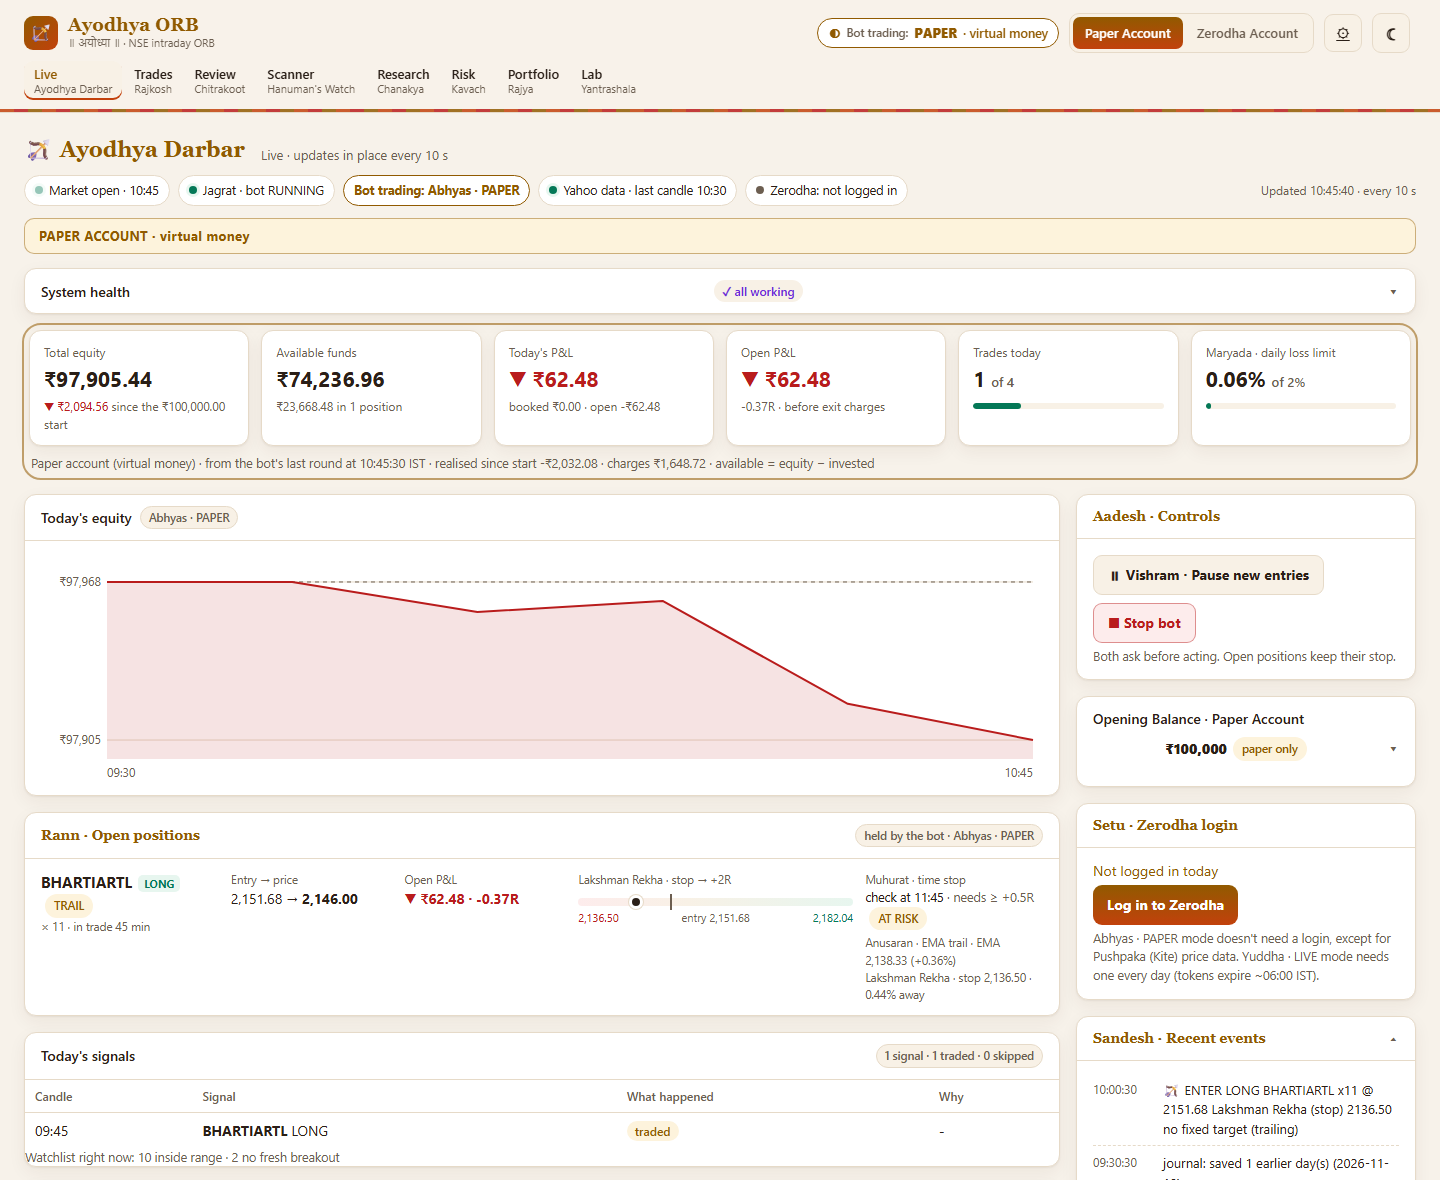 Ayodhya ORB
॥ अयोध्या ॥ · NSE intraday ORB
Bot trading: PAPER · virtual money
Paper Account
Zerodha Account
Live
Ayodhya Darbar
Trades
Rajkosh
Review
Chitrakoot
Scanner
Hanuman's Watch
Research
Chanakya
Risk
Kavach
Portfolio
Rajya
Lab
Yantrashala
Ayodhya Darbar
Live · updates in place every 10 s
Market open · 10:45
Jagrat · bot RUNNING
Bot trading: Abhyas · PAPER
Yahoo data · last candle 10:30
Zerodha: not logged in
Updated 10:45:40 · every 10 s
PAPER ACCOUNT · virtual money
System health
✓ all working
Total equity
₹97,905.44
▼ ₹2,094.56 since the ₹100,000.00
start
Available funds
₹74,236.96
₹23,668.48 in 1 position
Today's P&L
▼ ₹62.48
booked ₹0.00 · open -₹62.48
Open P&L
▼ ₹62.48
-0.37R · before exit charges
Trades today
1 of 4
Maryada · daily loss limit
0.06% of 2%
Paper account (virtual money) · from the bot's last round at 10:45:30 IST · realised since start -₹2,032.08 · charges ₹1,648.72 · available = equity − invested
Today's equity
Abhyas · PAPER
₹97,968
₹97,905
09:30
10:45
Rann · Open positions
held by the bot · Abhyas · PAPER
BHARTIARTL LONG
TRAIL
× 11 · in trade 45 min
Entry → price
2,151.68 → 2,146.00
Open P&L
▼ ₹62.48 · -0.37R
Lakshman Rekha · stop → +2R
2,136.50
entry 2,151.68
2,182.04
Muhurat · time stop
check at 11:45 · needs ≥ +0.5R
AT RISK
Anusaran · EMA trail · EMA
2,138.33 (+0.36%)
Lakshman Rekha · stop 2,136.50 ·
0.44% away
Today's signals
1 signal · 1 traded · 0 skipped
Candle
Signal
What happened
Why
09:45
BHARTIARTL LONG
traded
-
Watchlist right now: 10 inside range · 2 no fresh breakout
Aadesh · Controls
Vishram · Pause new entries
Stop bot
Both ask before acting. Open positions keep their stop.
Opening Balance · Paper Account
₹100,000 paper only
Setu · Zerodha login
Not logged in today
Log in to Zerodha
Abhyas · PAPER mode doesn't need a login, except for
Pushpaka (Kite) price data. Yuddha · LIVE mode needs
one every day (tokens expire ~06:00 IST).
Sandesh · Recent events
10:00:30
ENTER LONG BHARTIARTL x11 @
2151.68 Lakshman Rekha (stop) 2136.50
no fixed target (trailing)
09:30:30
journal: saved 1 earlier day(s) (2026-11-